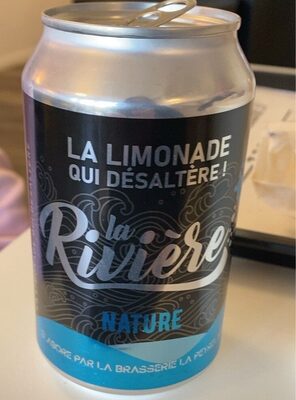 LA LIMONADE
QUI DÉSALTÈRE !
la
Rivière
NATURE
PAR LA BRASSERIE LA